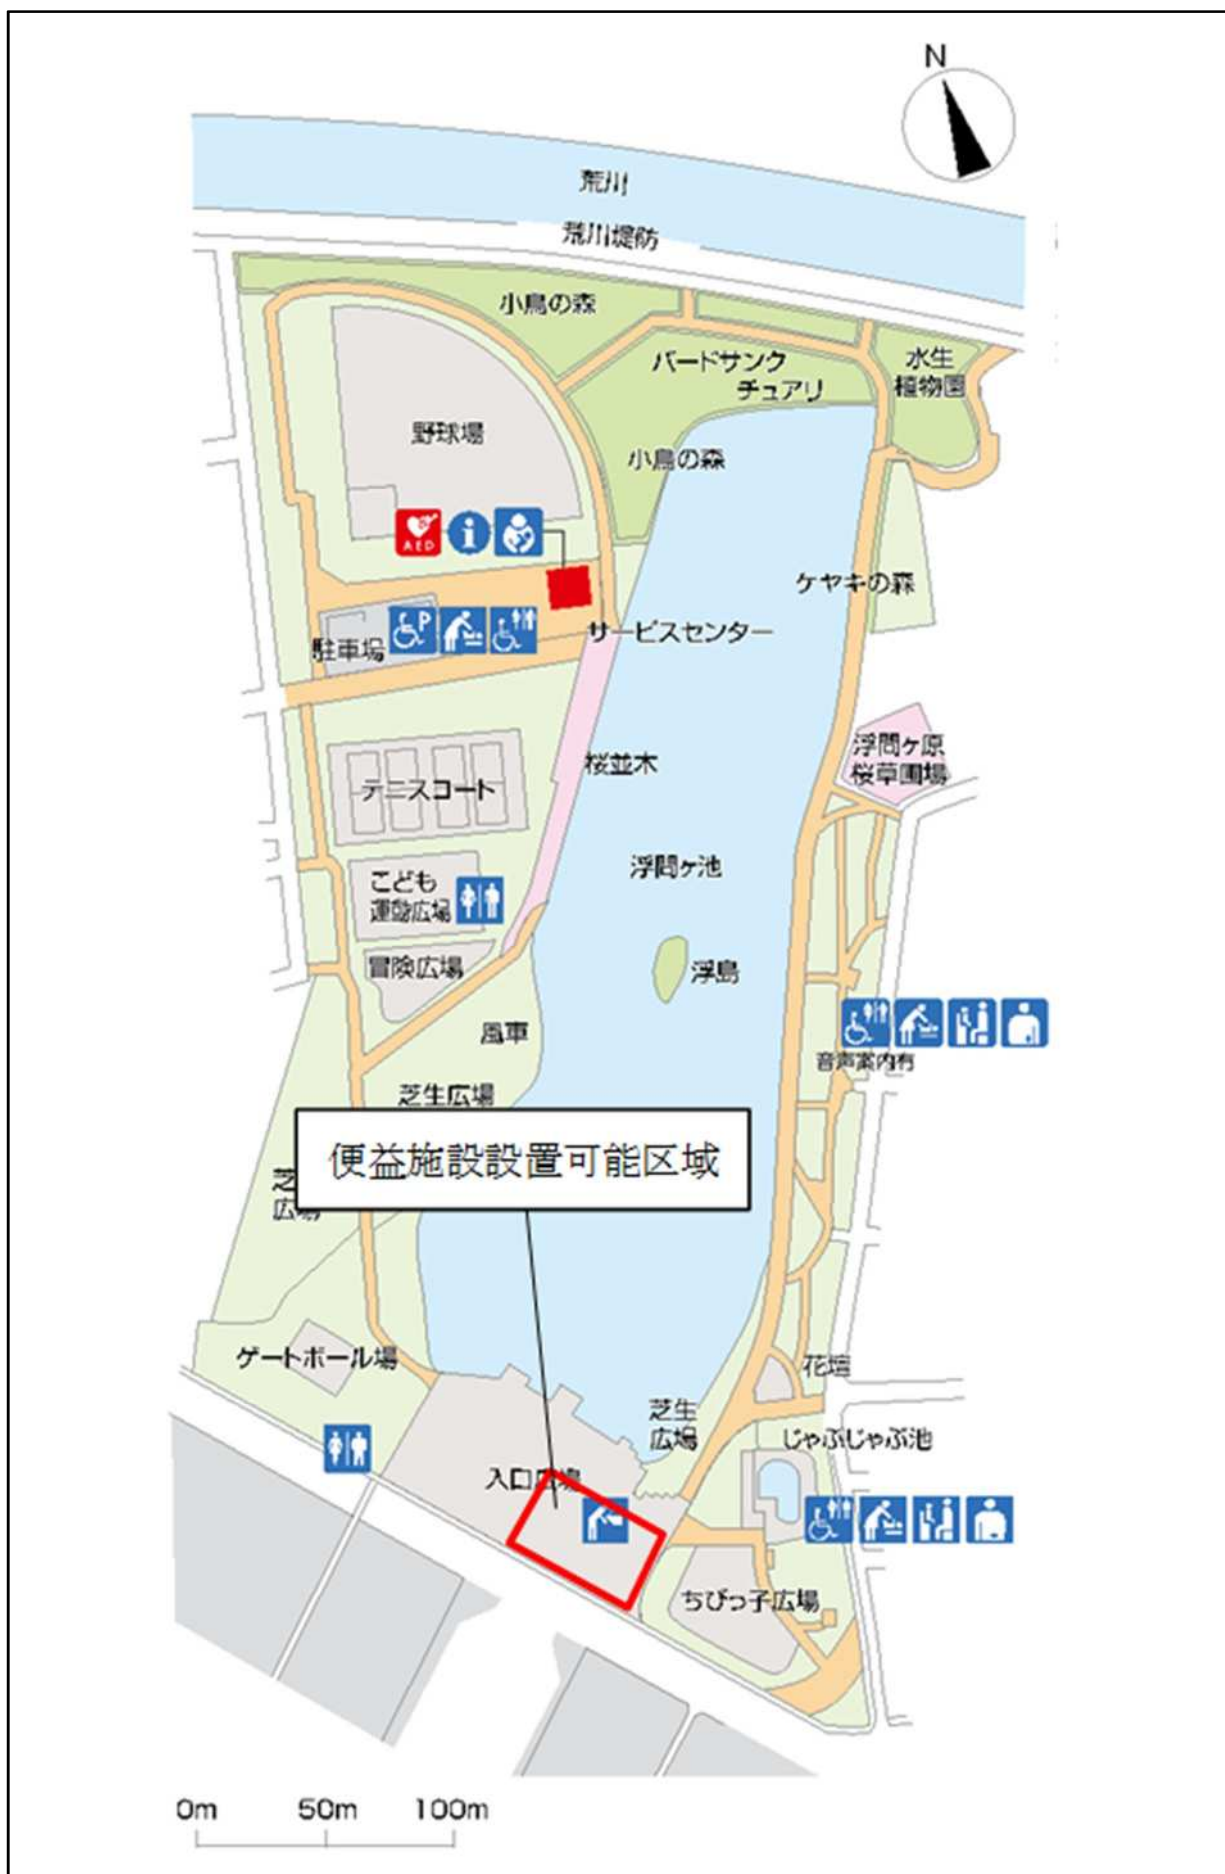 N
荒川
荒川堤防
小鳥の森
バードサンク
チュアリ
水生
植物園
野球場
小鳥の森
AED
i
ケヤキの森
P
駐車場
サービスセンター
桜並木
浮間ヶ原
桜草圃場
テニスコート
こども
運動広場
浮間ヶ池
冒険広場
浮島
風車
音声案内有
芝生広場
便益施設設置可能区域
広場
ゲートボール場
花壇
芝生
広場
じゃぶじゃぶ池
入口広場
ちびっ子広場
0m
50m
100m